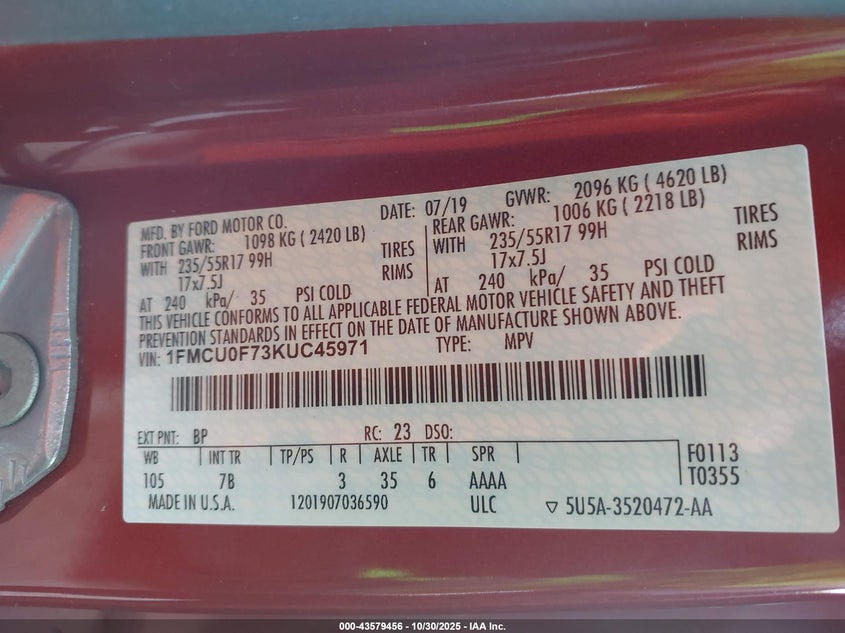 MFD. BY FORD MOTOR CO. DATE: 07/19 GVWR: 2096 KG ( 4620 LB)
FRONT GAWR: 1098 KG ( 2420 LB) REAR GAWR: 1006 KG ( 2218 LB)
WITH 235/55R17 99H TIRES WITH 235/55R17 99H TIRES
17x7.5J RIMS 17x7.5J RIMS
AT 240 kPa/ 35 PSI COLD AT 240 kPa/ 35 PSI COLD
THIS VEHICLE CONFORMS TO ALL APPLICABLE FEDERAL MOTOR VEHICLE SAFETY AND THEFT
PREVENTION STANDARDS IN EFFECT ON THE DATE OF MANUFACTURE SHOWN ABOVE.
VIN: 1FMCU0F73KUC45971 TYPE: MPV
EXT PNT: BP RC: 23 DSO:
WB INT TR TP/PS R AXLE TR SPR F0113
105 7B 3 35 6 AAAA T0355
MADE IN U.S.A. 1201907036590 ULC ▽ 5U5A-3520472-AA
000-43579456 - 10/30/2025 - IAA Inc.